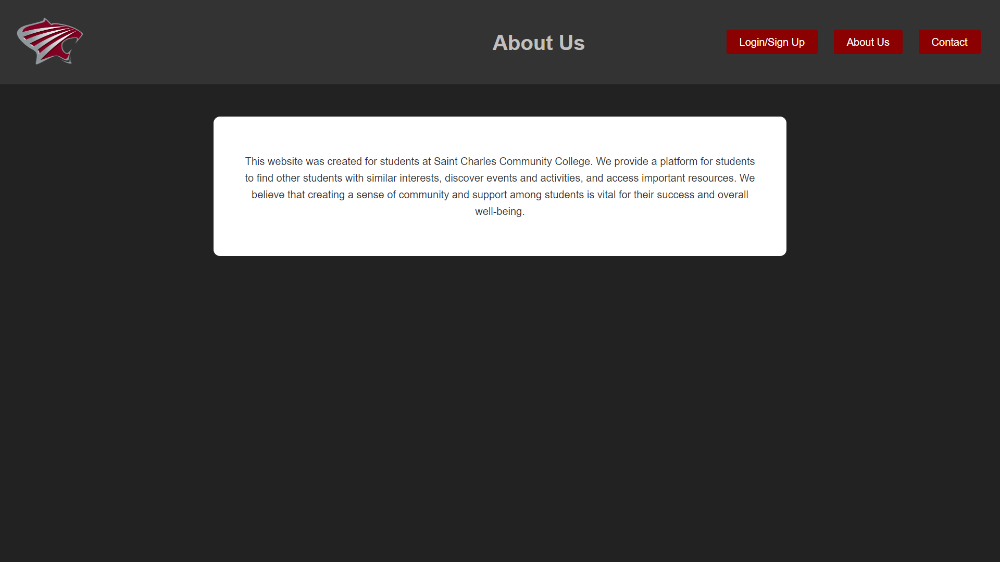 About Us
Login/Sign Up
About Us
Contact
This website was created for students at Saint Charles Community College. We provide a platform for students
to find other students with similar interests, discover events and activities, and access important resources. We
believe that creating a sense of community and support among students is vital for their success and overall
well-being.